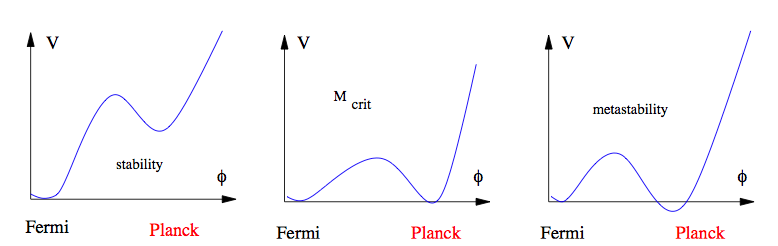 V
stability
ϕ
Fermi
Planck
V
M crit
ϕ
Fermi
Planck
V
metastability
ϕ
Fermi
Planck